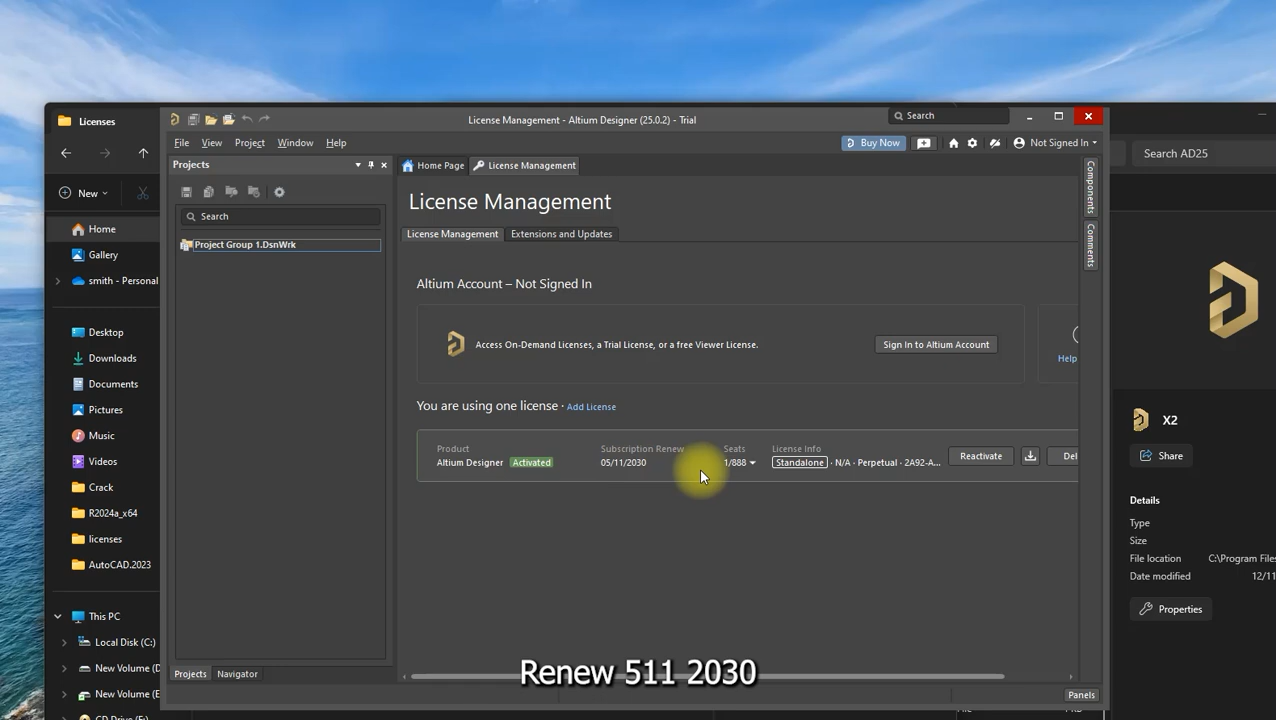 Licenses
License Management - Altium Designer (25.0.2) - Trial
Search
File View Project Window Help
Buy Now
Not Signed In
Search AD25
Projects
Home Page
License Management
Components
New
License Management
Search
Home
License Management
Extensions and Updates
Comments
Project Group 1.DsnWrk
Gallery
smith - Personal
Altium Account – Not Signed In
Desktop
Access On-Demand Licenses, a Trial License, or a free Viewer License.
Sign In to Altium Account
Downloads
Help
Documents
Pictures
You are using one license · Add License
X2
Music
Product
Subscription Renew
Seats
License Info
Altium Designer
Activated
05/11/2030
1/888
Standalone · N/A · Perpetual · 2A92-A...
Reactivate
Del
Share
Videos
Crack
Details
R2024a_x64
Type
licenses
Size
File location
C:\Program Files
AutoCAD.2023
Date modified
12/11
This PC
Properties
Local Disk (C:)
New Volume (D
New Volume (E
CD Drive (F:)
Projects
Navigator
Renew 511 2030
Panels